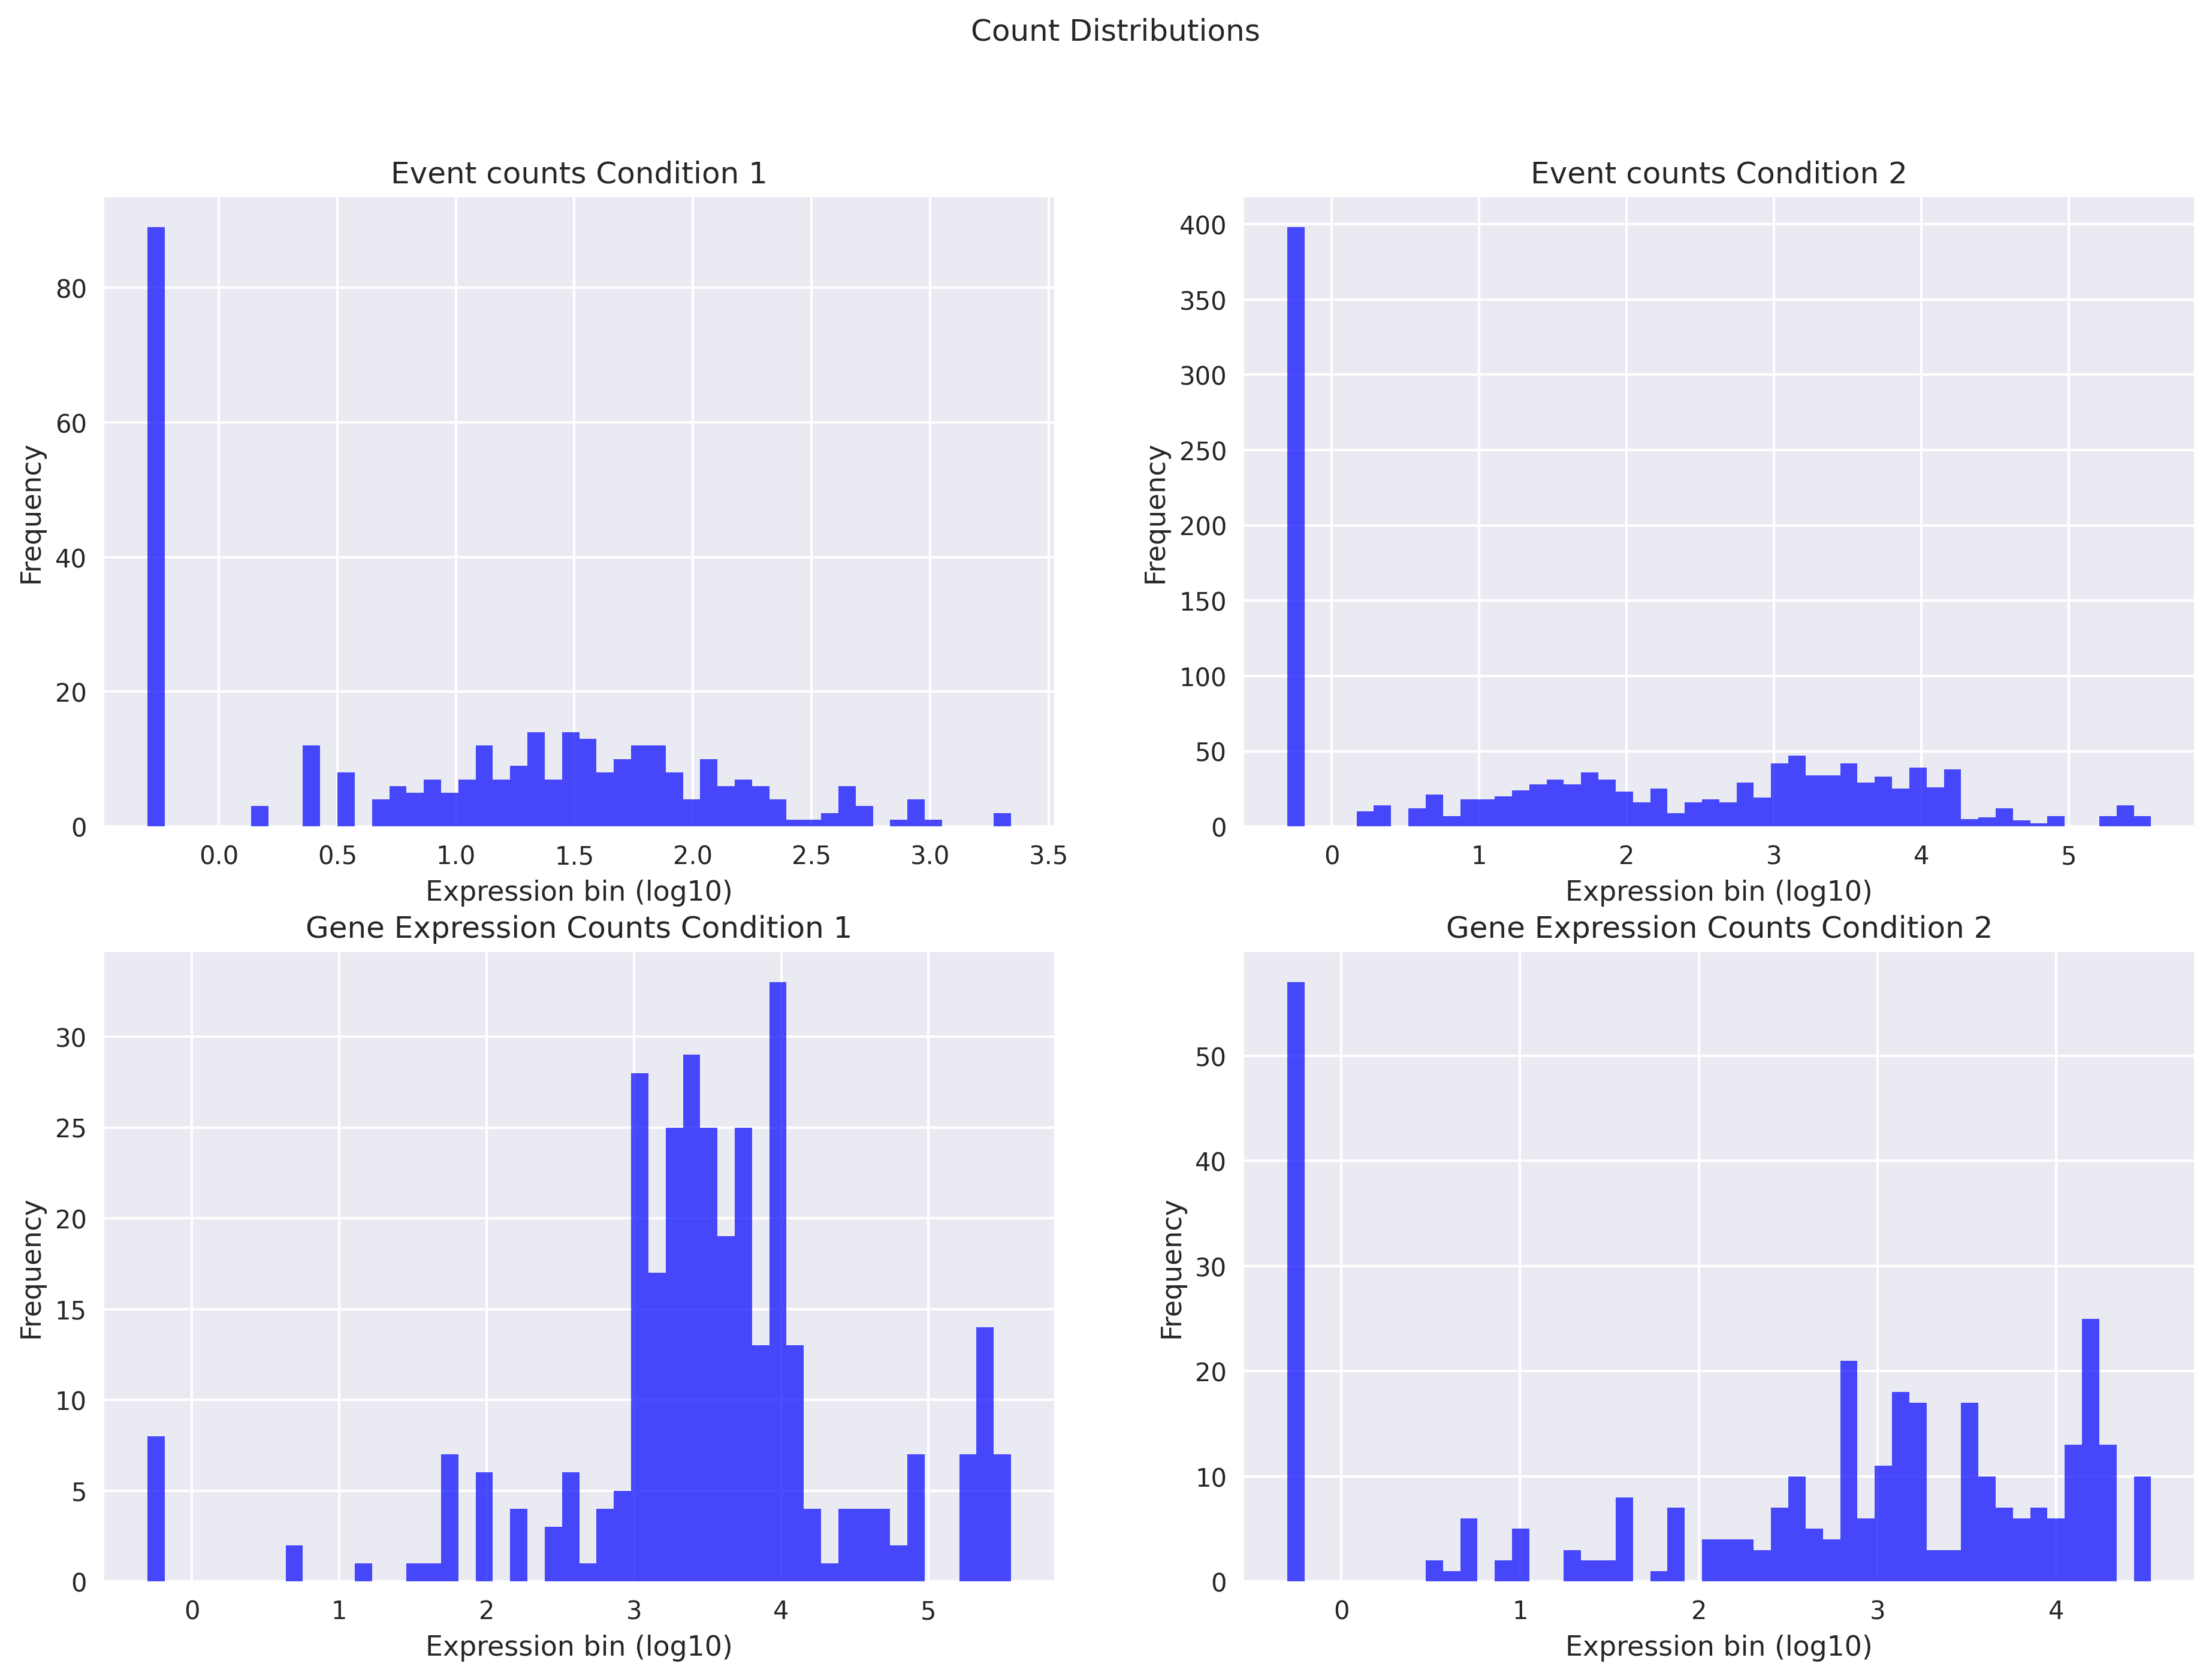 Count Distributions
Event counts Condition 1
Frequency
80
60
40
20
0
0.0 0.5 1.0 1.5 2.0 2.5 3.0 3.5
Expression bin (log10)
Event counts Condition 2
Frequency
400
350
300
250
200
150
100
50
0
0 1 2 3 4 5
Expression bin (log10)
Gene Expression Counts Condition 1
Frequency
30
25
20
15
10
5
0
0 1 2 3 4 5
Expression bin (log10)
Gene Expression Counts Condition 2
Frequency
50
40
30
20
10
0
0 1 2 3 4
Expression bin (log10)